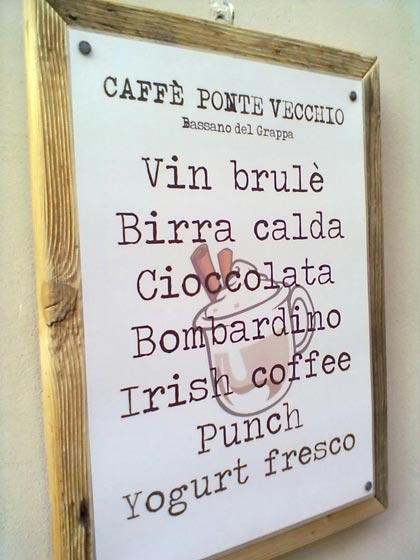 CAFFÈ PONTE VECCHIO
Bassano del Grappa
Vin brulè
Birra calda
Cioccolata
Bombardino
Irish coffee
Punch
Yogurt fresco